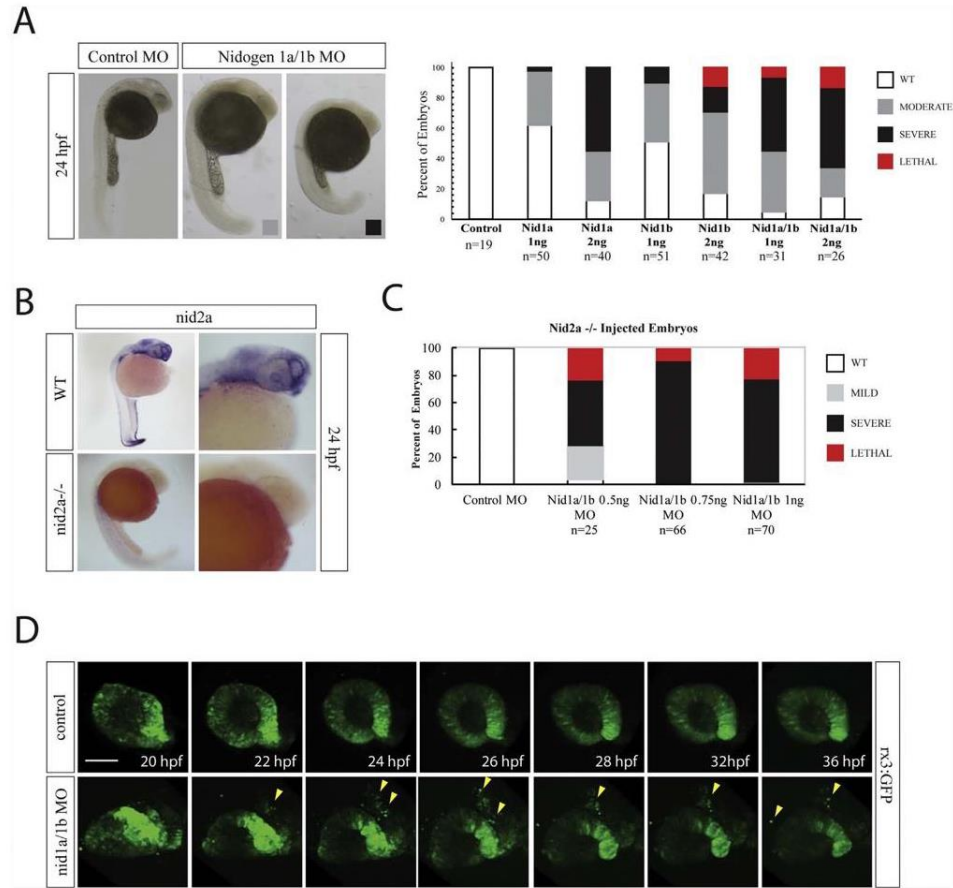 A
Control MO
Nidogen 1a/1b MO
24 hpf
Percent of Embryos
100
80
60
40
20
0
Control
n=19
Nid1a
1ng
n=50
Nid1a
2ng
n=40
Nid1b
1ng
n=51
Nid1b
2ng
n=42
Nid1a/1b
1ng
n=31
Nid1a/1b
2ng
n=26
WT
MODERATE
SEVERE
LETHAL
B
nid2a
WT
nid2a-/-
24 hpf
C
Nid2a -/- Injected Embryos
Percent of Embryos
100
80
60
40
20
0
Control MO
Nid1a/1b 0.5ng
MO
n=25
Nid1a/1b 0.75ng
MO
n=66
Nid1a/1b 1ng
MO
n=70
WT
MILD
SEVERE
LETHAL
D
control
20 hpf
22 hpf
24 hpf
26 hpf
28 hpf
32hpf
36 hpf
nid1a/1b MO
rx3:GFP